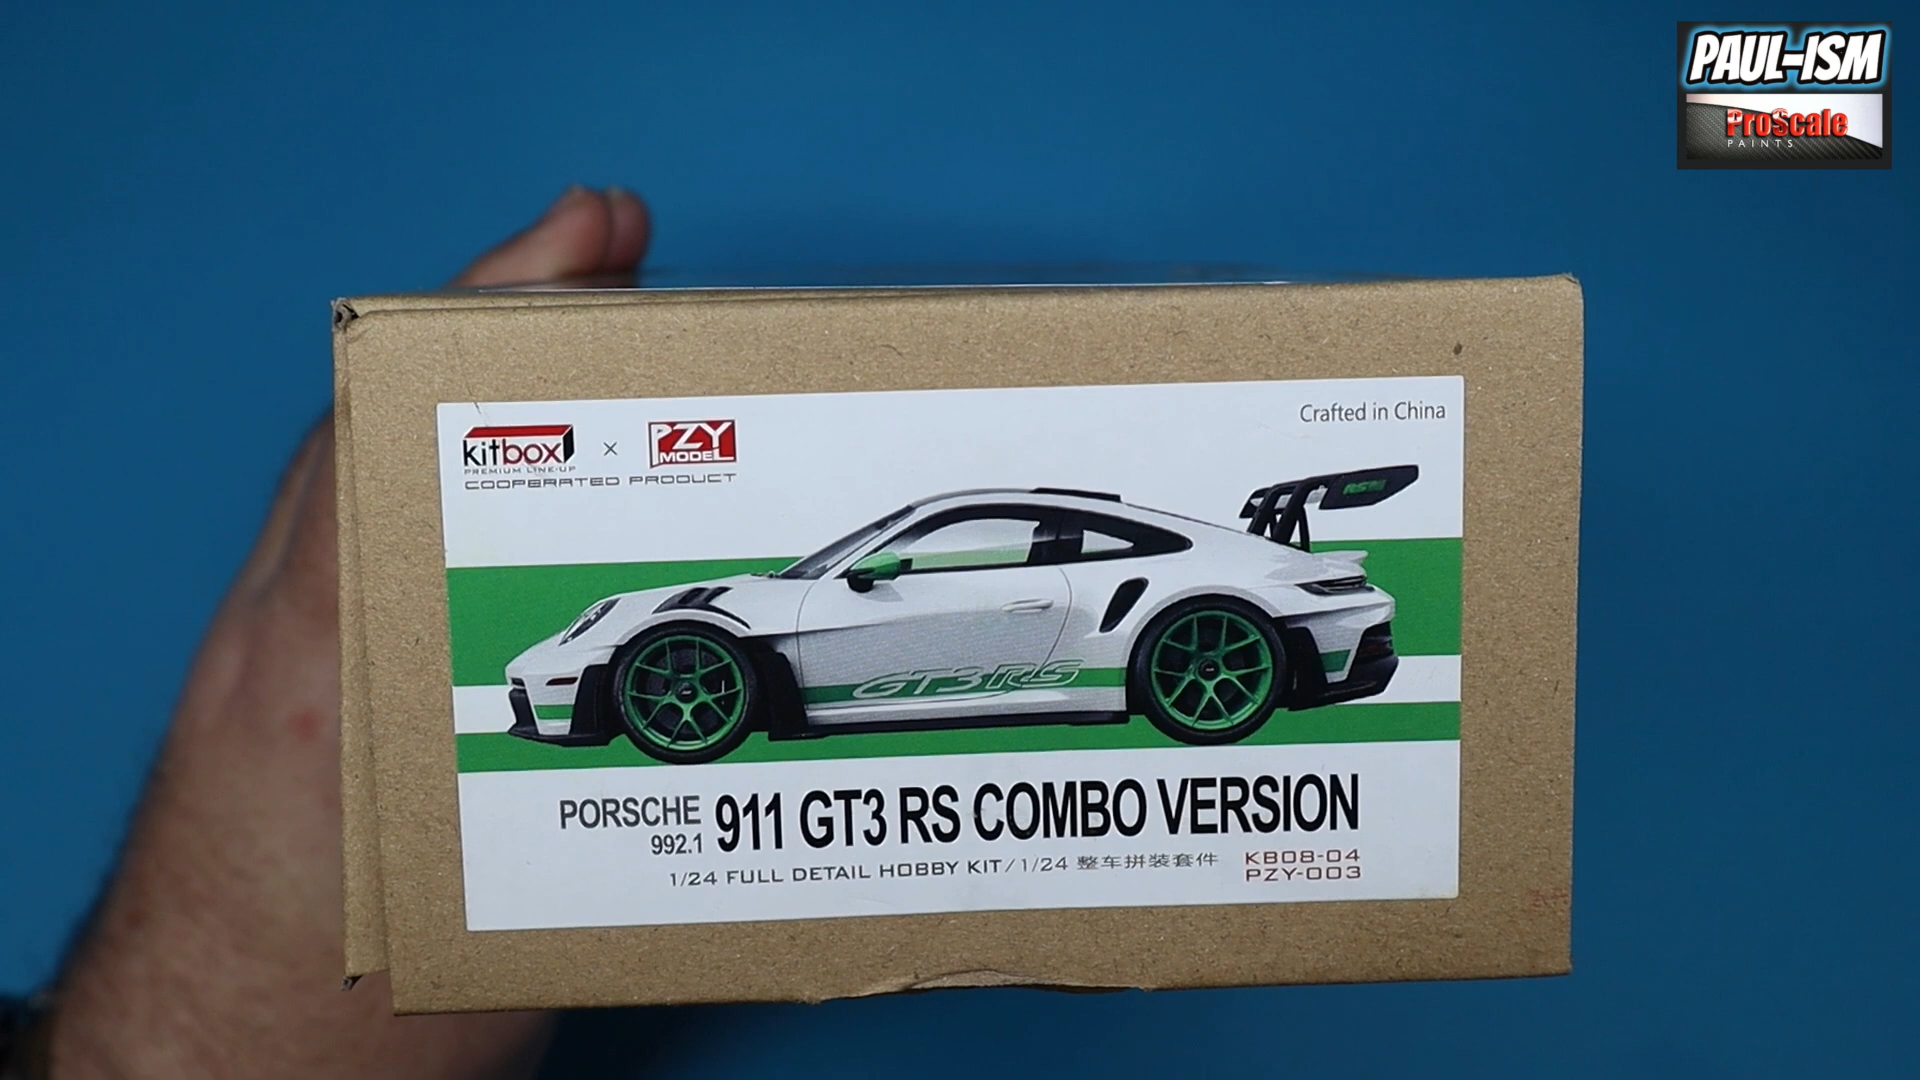 PAUL-ISM
ProScale
PAINTS
Crafted in China
kitbox × PZY MODEL
PREMIUM LINE-UP
COOPERATED PRODUCT
GT3RS
PORSCHE
992.1
911 GT3 RS COMBO VERSION
1/24 FULL DETAIL HOBBY KIT/1/24 整车拼装套件
KB08-04
PZY-003